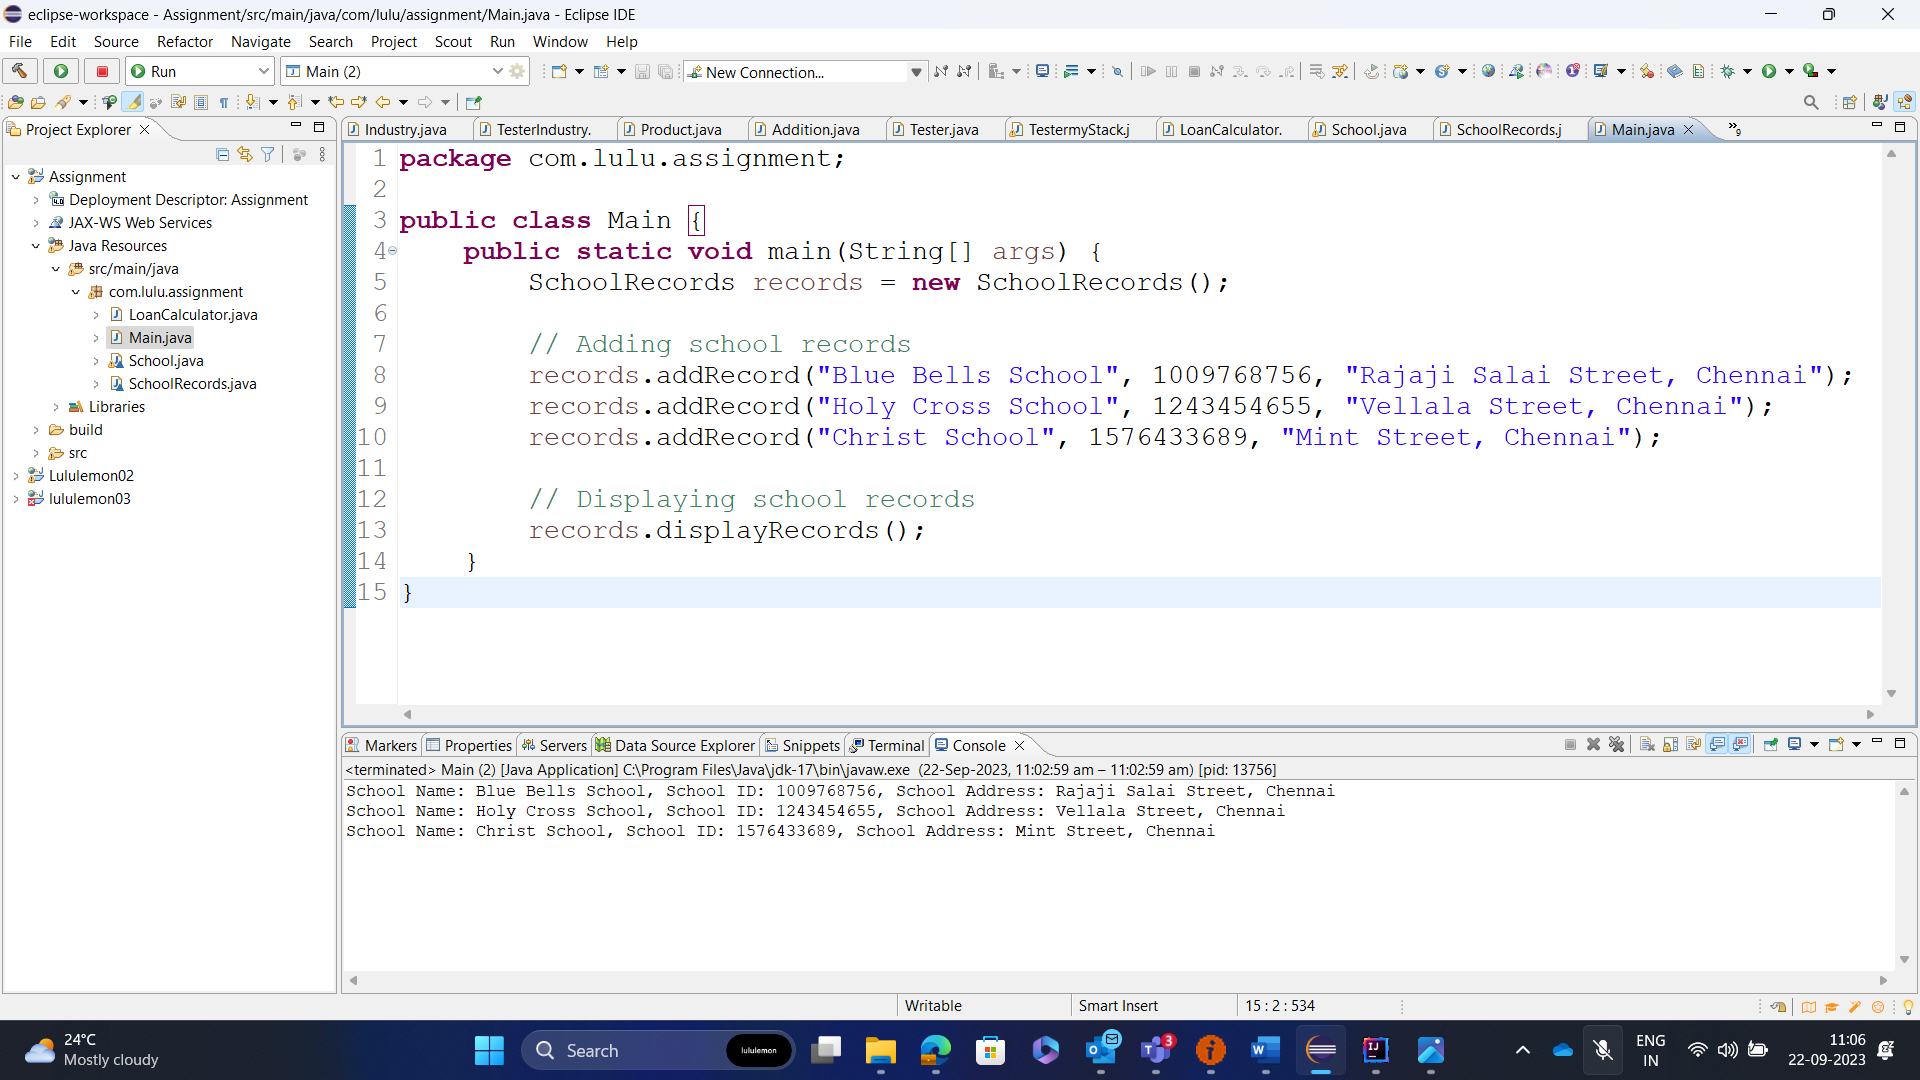 eclipse-workspace - Assignment/src/main/java/com/lulu/assignment/Main.java - Eclipse IDE
File Edit Source Refactor Navigate Search Project Scout Run Window Help
Run Main (2) New Connection...
Project Explorer
Industry.java TesterIndustry. Product.java Addition.java Tester.java TestermyStack.j LoanCalculator. School.java SchoolRecords.j Main.java »9
Assignment
Deployment Descriptor: Assignment
JAX-WS Web Services
Java Resources
src/main/java
com.lulu.assignment
LoanCalculator.java
Main.java
School.java
SchoolRecords.java
Libraries
build
src
Lululemon02
lululemon03
1 package com.lulu.assignment;
2
3 public class Main {
4 public static void main(String[] args) {
5 SchoolRecords records = new SchoolRecords();
6
7 // Adding school records
8 records.addRecord("Blue Bells School", 1009768756, "Rajaji Salai Street, Chennai");
9 records.addRecord("Holy Cross School", 1243454655, "Vellala Street, Chennai");
10 records.addRecord("Christ School", 1576433689, "Mint Street, Chennai");
11
12 // Displaying school records
13 records.displayRecords();
14 }
15 }
Markers Properties Servers Data Source Explorer Snippets Terminal Console
<terminated> Main (2) [Java Application] C:\Program Files\Java\jdk-17\bin\javaw.exe (22-Sep-2023, 11:02:59 am – 11:02:59 am) [pid: 13756]
School Name: Blue Bells School, School ID: 1009768756, School Address: Rajaji Salai Street, Chennai
School Name: Holy Cross School, School ID: 1243454655, School Address: Vellala Street, Chennai
School Name: Christ School, School ID: 1576433689, School Address: Mint Street, Chennai
Writable Smart Insert 15 : 2 : 534
24°C
Mostly cloudy
Search lululemon
3
ENG
IN
11:06
22-09-2023